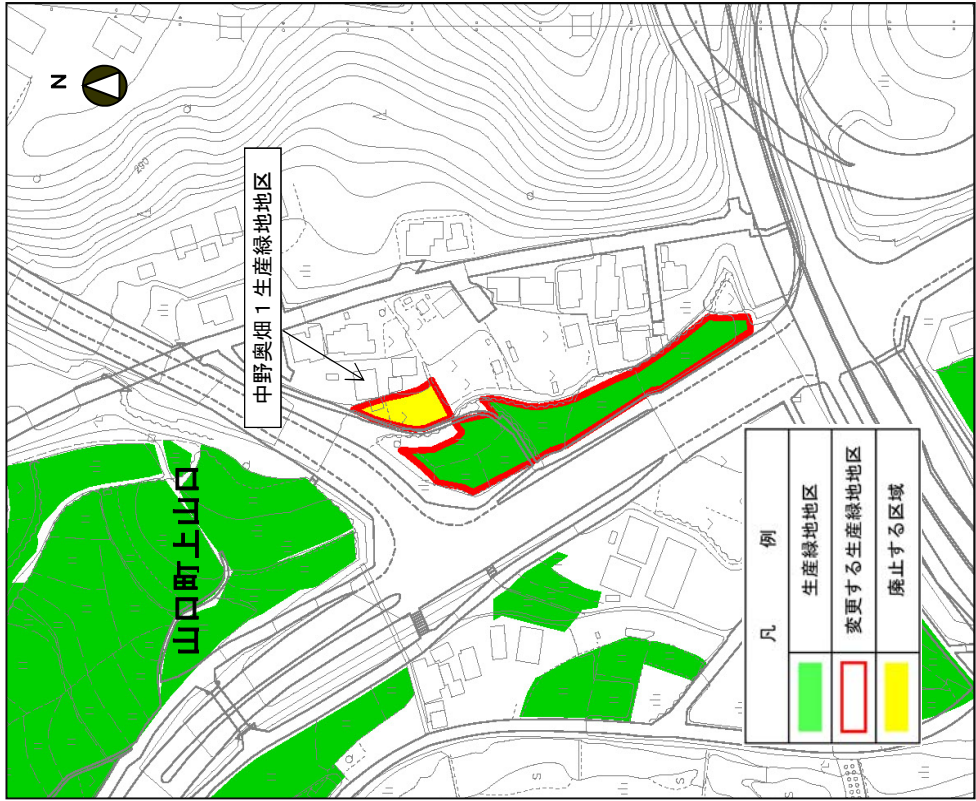 N
中野奥畑1生産緑地地区
290
山口町上山口
凡 例
生産緑地地区
変更する生産緑地地区
廃止する区域